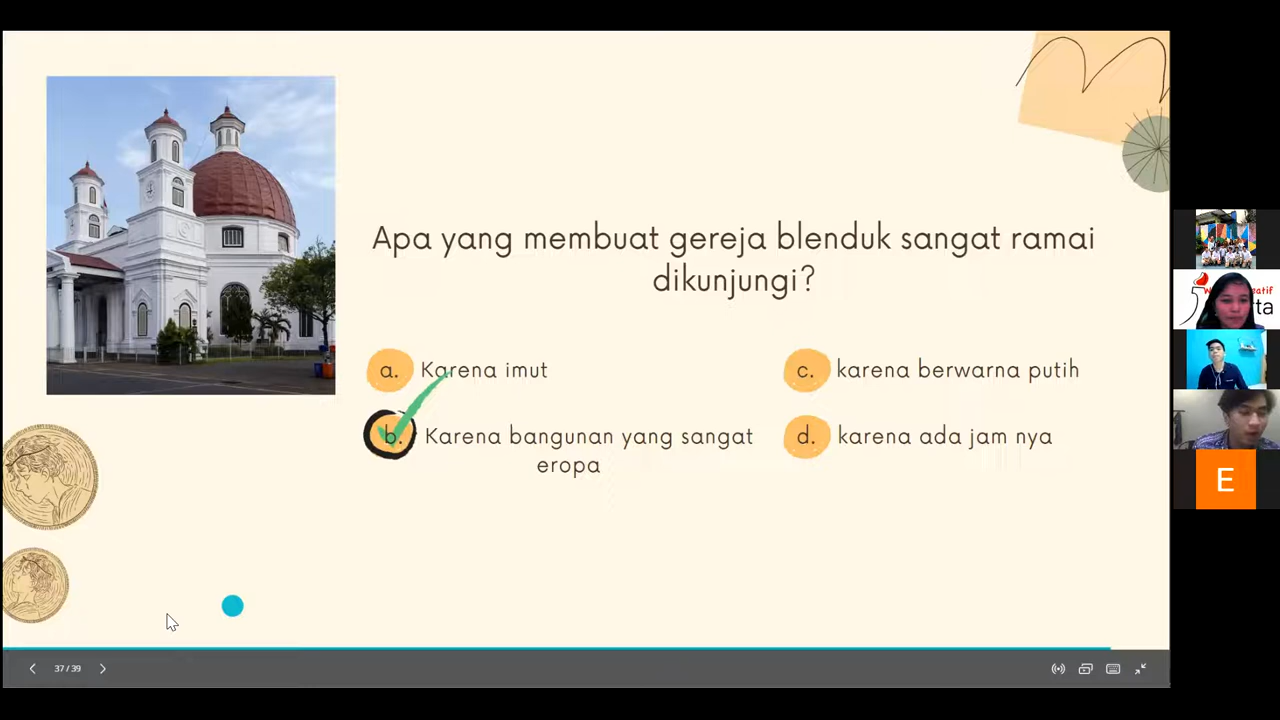 Apa yang membuat gereja blenduk sangat ramai
dikunjungi?
a. Karena imut
c. karena berwarna putih
b. Karena bangunan yang sangat
eropa
d. karena ada jam nya
37 / 39
E